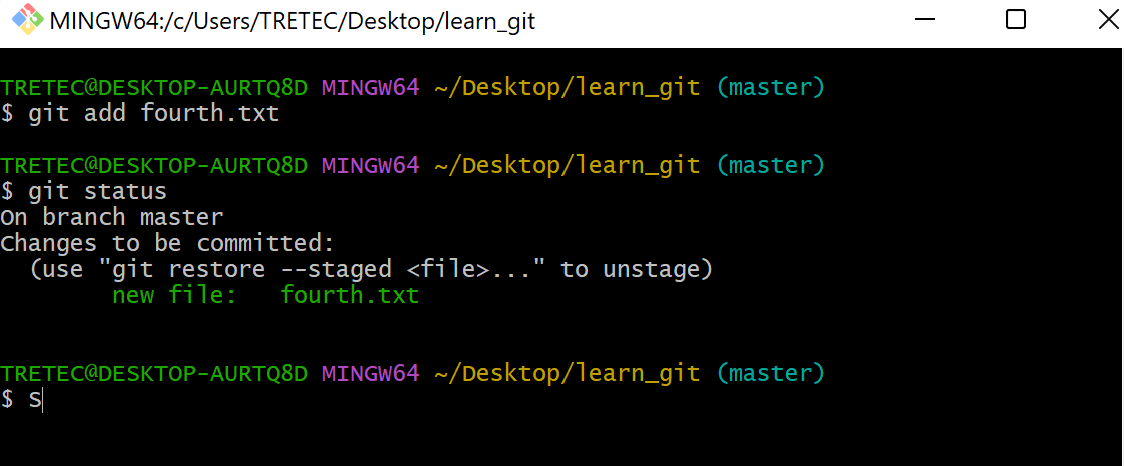 MINGW64:/c/Users/TRETEC/Desktop/learn_git
TRETEC@DESKTOP-AURTQ8D MINGW64 ~/Desktop/learn_git (master)
$ git add fourth.txt
TRETEC@DESKTOP-AURTQ8D MINGW64 ~/Desktop/learn_git (master)
$ git status
On branch master
Changes to be committed:
  (use "git restore --staged <file>..." to unstage)
        new file:   fourth.txt
TRETEC@DESKTOP-AURTQ8D MINGW64 ~/Desktop/learn_git (master)
$ S